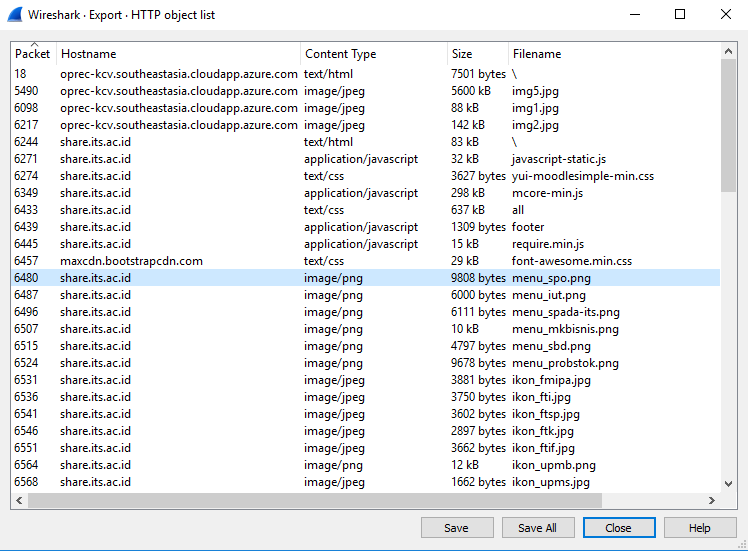 Wireshark · Export · HTTP object list
Packet Hostname Content Type Size Filename
18 oprec-kcv.southeastasia.cloudapp.azure.com text/html 7501 bytes \
5490 oprec-kcv.southeastasia.cloudapp.azure.com image/jpeg 5600 kB img5.jpg
6098 oprec-kcv.southeastasia.cloudapp.azure.com image/jpeg 88 kB img1.jpg
6217 oprec-kcv.southeastasia.cloudapp.azure.com image/jpeg 142 kB img2.jpg
6244 share.its.ac.id text/html 83 kB \
6271 share.its.ac.id application/javascript 32 kB javascript-static.js
6274 share.its.ac.id text/css 3627 bytes yui-moodlesimple-min.css
6349 share.its.ac.id application/javascript 298 kB mcore-min.js
6433 share.its.ac.id text/css 637 kB all
6439 share.its.ac.id application/javascript 1309 bytes footer
6445 share.its.ac.id application/javascript 15 kB require.min.js
6457 maxcdn.bootstrapcdn.com text/css 29 kB font-awesome.min.css
6480 share.its.ac.id image/png 9808 bytes menu_spo.png
6487 share.its.ac.id image/png 6000 bytes menu_iut.png
6496 share.its.ac.id image/png 6111 bytes menu_spada-its.png
6507 share.its.ac.id image/png 10 kB menu_mkbisnis.png
6515 share.its.ac.id image/png 4797 bytes menu_sbd.png
6524 share.its.ac.id image/png 9678 bytes menu_probstok.png
6531 share.its.ac.id image/jpeg 3881 bytes ikon_fmipa.jpg
6536 share.its.ac.id image/jpeg 3750 bytes ikon_fti.jpg
6541 share.its.ac.id image/jpeg 3602 bytes ikon_ftsp.jpg
6546 share.its.ac.id image/jpeg 2897 bytes ikon_ftk.jpg
6551 share.its.ac.id image/jpeg 3662 bytes ikon_ftif.jpg
6564 share.its.ac.id image/png 12 kB ikon_upmb.png
6568 share.its.ac.id image/jpeg 1662 bytes ikon_upms.jpg
Save Save All Close Help